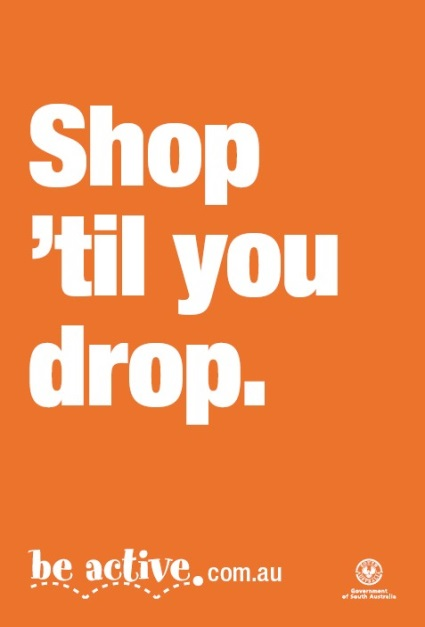 Shop
’til you
drop.
be active.com.au
Government
of South Australia